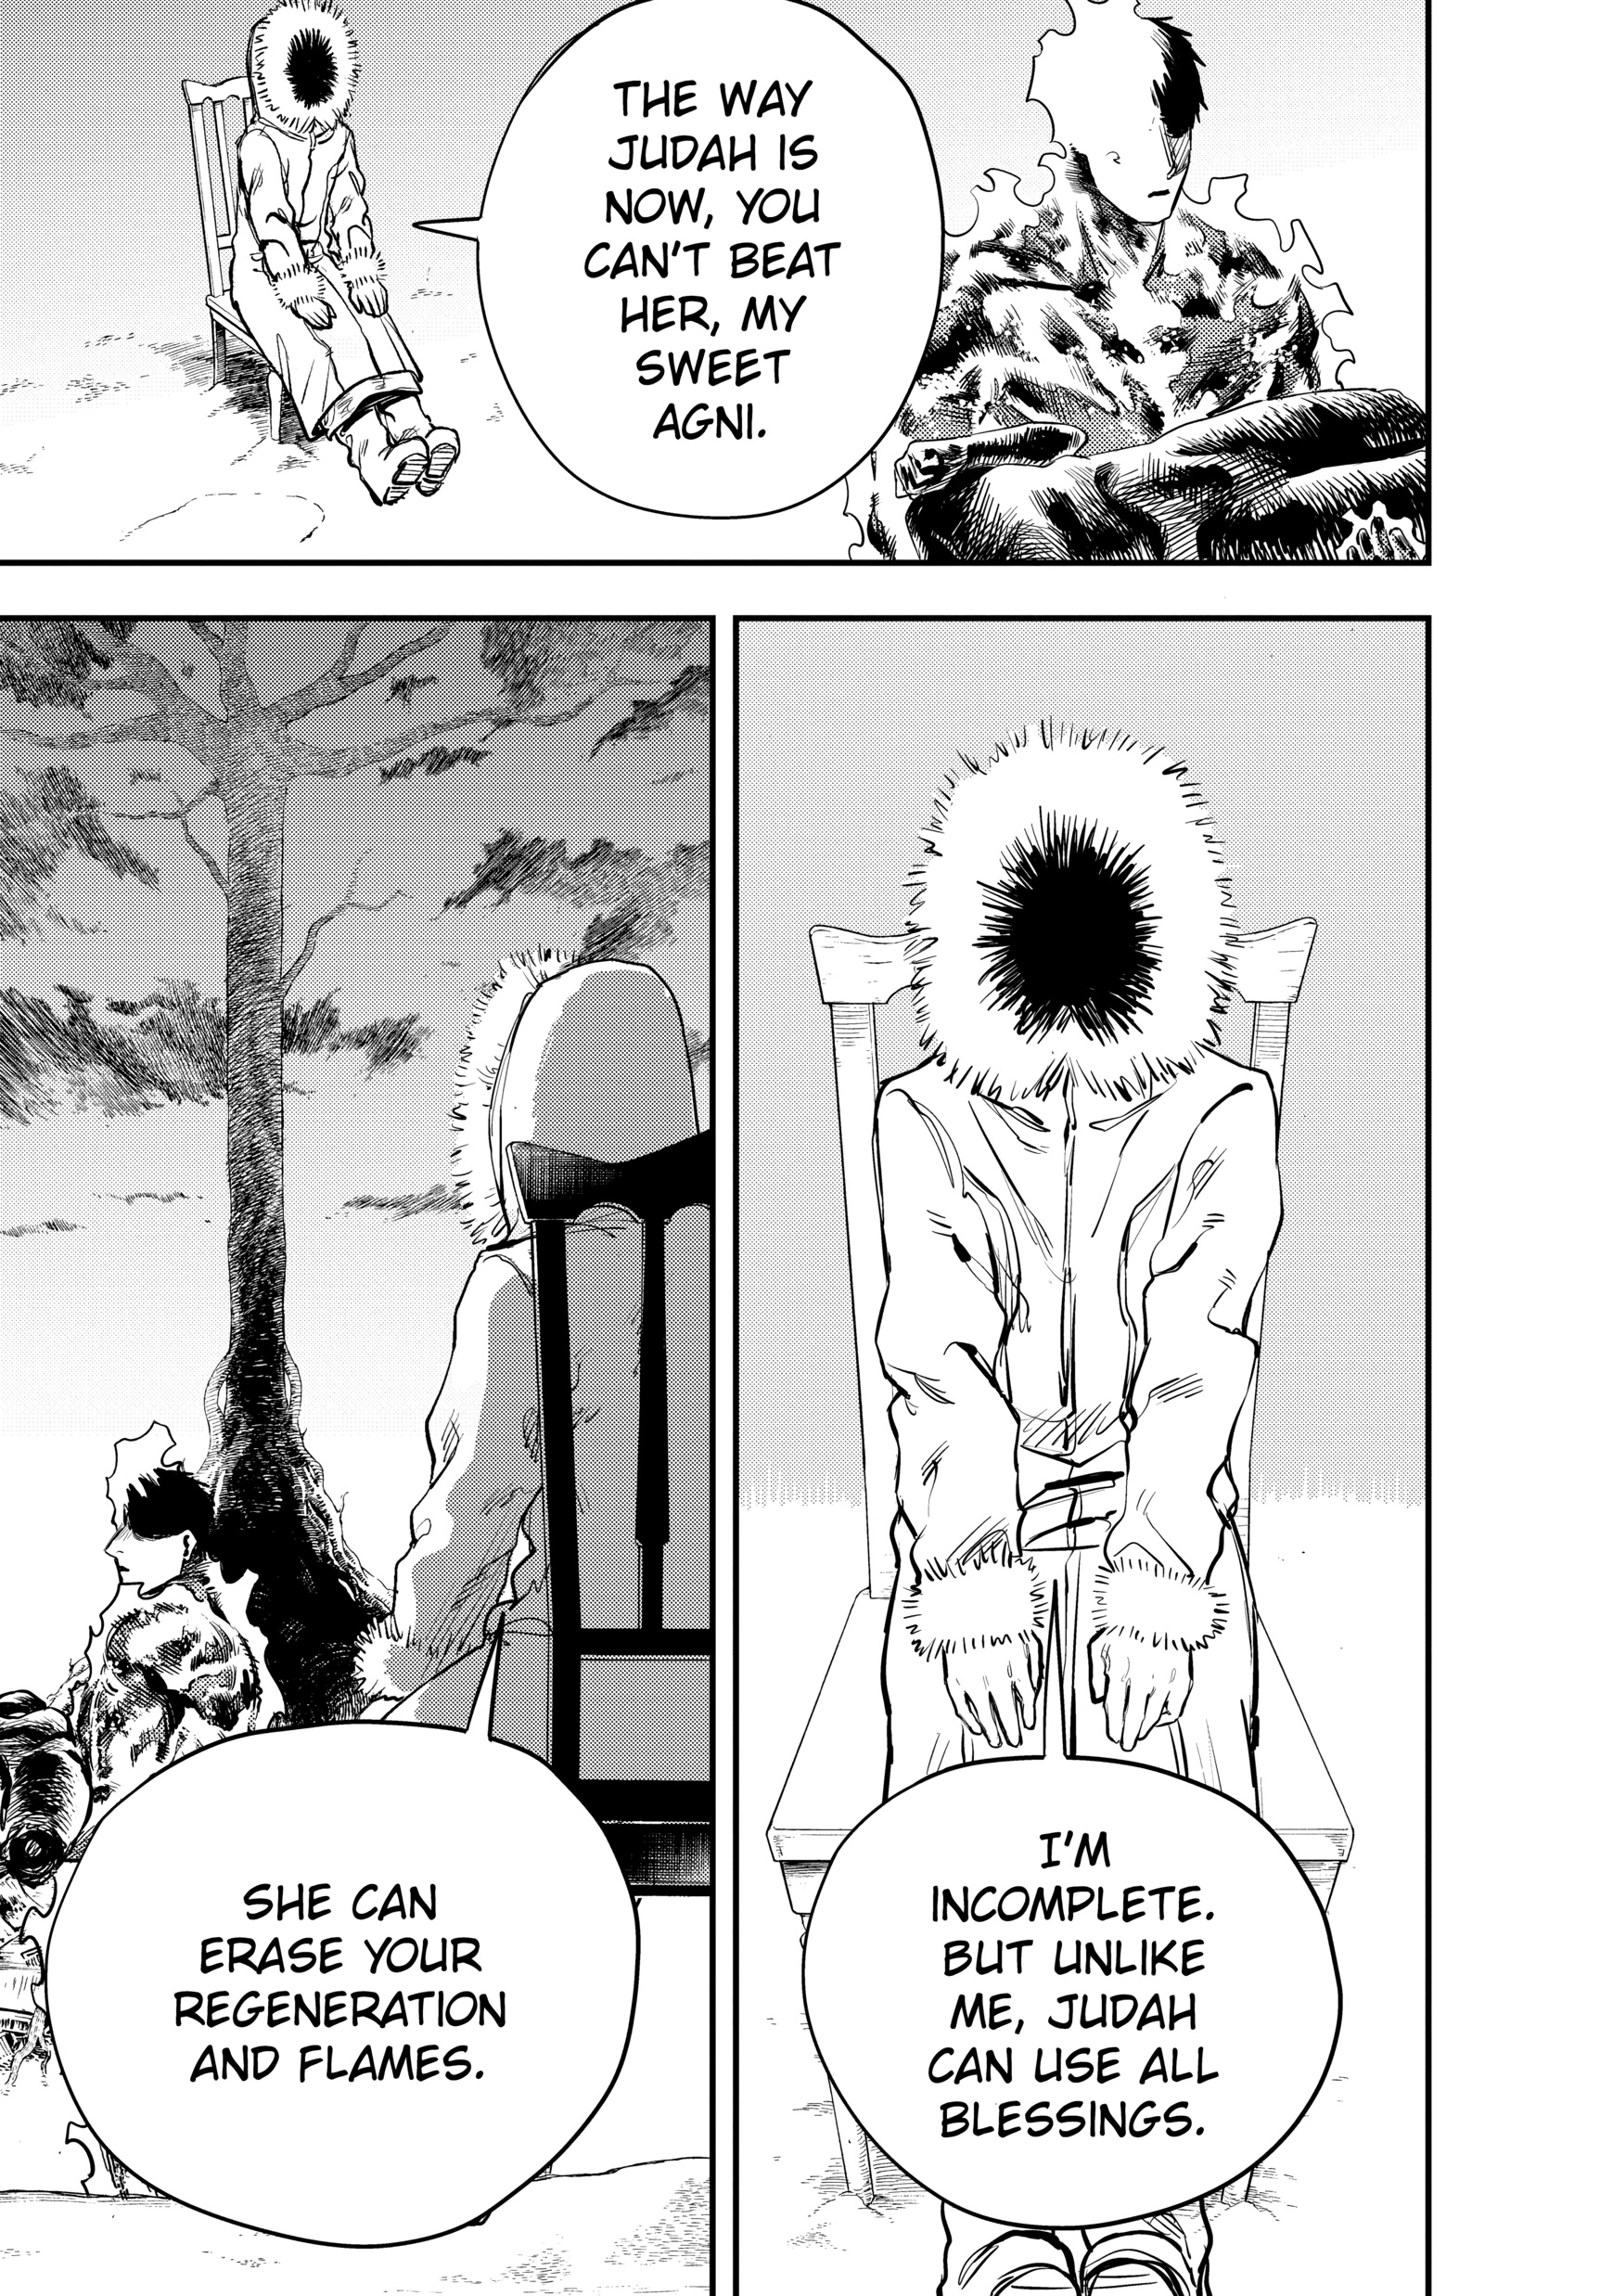 THE WAY
JUDAH IS
NOW, YOU
CAN'T BEAT
HER, MY
SWEET
AGNI.
I'M
INCOMPLETE.
BUT UNLIKE
ME, JUDAH
CAN USE ALL
BLESSINGS.
SHE CAN
ERASE YOUR
REGENERATION
AND FLAMES.